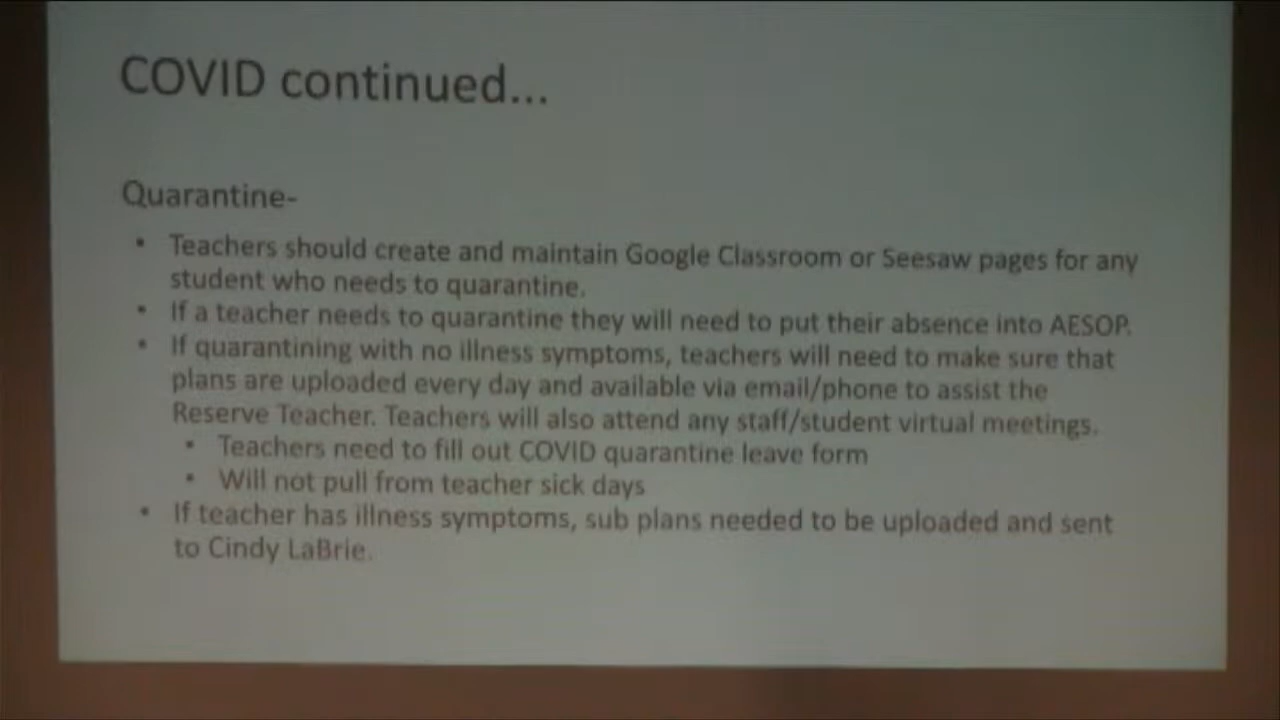 COVID continued...
Quarantine-
• Teachers should create and maintain Google Classroom or Seesaw pages for any
student who needs to quarantine.
• If a teacher needs to quarantine they will need to put their absence into AESOP.
• If quarantining with no illness symptoms, teachers will need to make sure that
plans are uploaded every day and available via email/phone to assist the
Reserve Teacher. Teachers will also attend any staff/student virtual meetings.
• Teachers need to fill out COVID quarantine leave form
• Will not pull from teacher sick days
• If teacher has illness symptoms, sub plans needed to be uploaded and sent
to Cindy LaBrie.